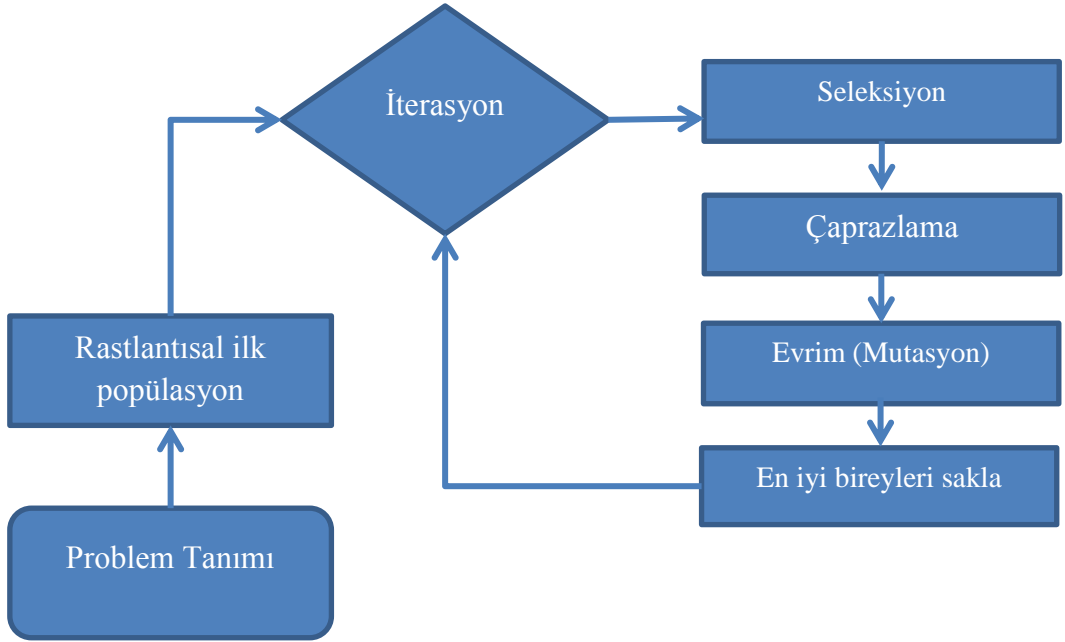 İterasyon
Seleksiyon
Çaprazlama
Evrim (Mutasyon)
En iyi bireyleri sakla
Rastlantısal ilk
popülasyon
Problem Tanımı